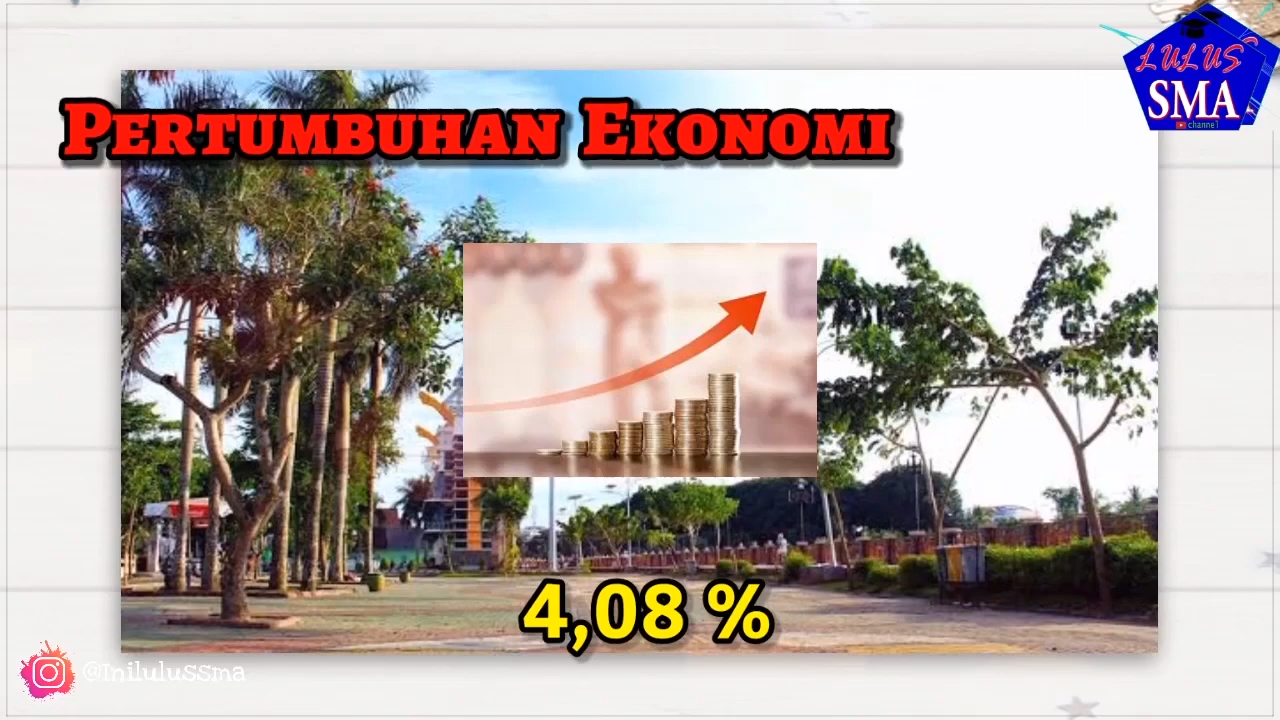 LULUS
SMA
channel
Pertumbuhan Ekonomi
4,08 %
@Inilulussma